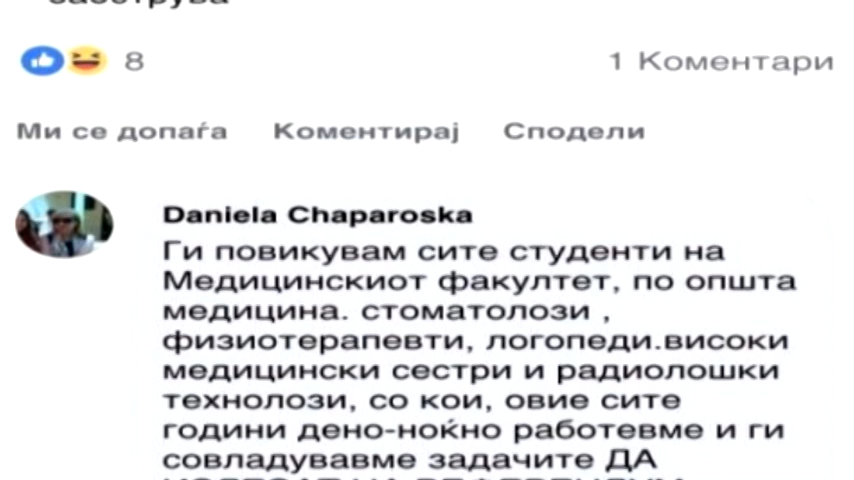 8
1 Коментари
Ми се допаѓа Коментирај Сподели
Daniela Chaparoska
Ги повикувам сите студенти на
Медицинскиот факултет, по општа
медицина. стоматолози ,
физиотерапевти, логопеди.високи
медицински сестри и радиолошки
технолози, со кои, овие сите
години дено-ноќно работевме и ги
совладувавме задачите ДА